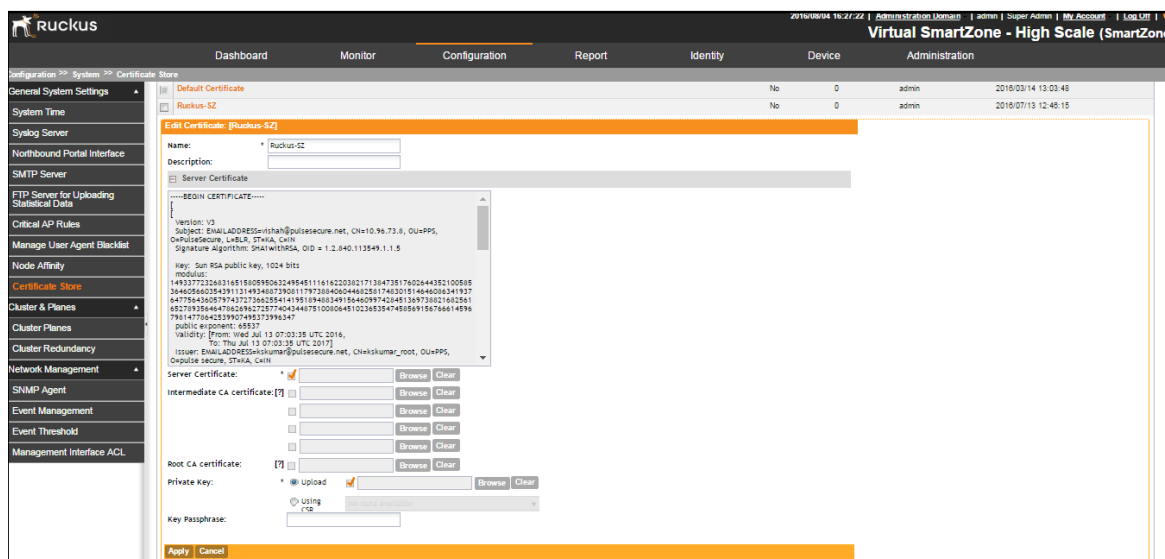 2016/08/04 16:27:22 | Administration Domain | admin | Super Admin | My Account | Log Off |
Ruckus
Virtual SmartZone - High Scale (SmartZone
Dashboard Monitor Configuration Report Identity Device Administration
Configuration >> System >> Certificate Store
General System Settings
System Time
Syslog Server
Northbound Portal Interface
SMTP Server
FTP Server for Uploading
Statistical Data
Critical AP Rules
Manage User Agent Blacklist
Node Affinity
Certificate Store
Cluster & Planes
Cluster Planes
Cluster Redundancy
Network Management
SNMP Agent
Event Management
Event Threshold
Management Interface ACL
Default Certificate No 0 admin 2016/03/14 13:03:48
Ruckus-SZ No 0 admin 2016/07/13 12:46:15
Edit Certificate: [Ruckus-SZ]
Name: * Ruckus-SZ
Description:
Server Certificate
-----BEGIN CERTIFICATE-----
[
[
Version: V3
Subject: EMAILADDRESS=vishah@pulsesecure.net, CN=10.96.73.8, OU=PPS,
O=PulseSecure, L=BLR, ST=KA, C=IN
Signature Algorithm: SHA1withRSA, OID = 1.2.840.113549.1.1.5
Key: Sun RSA public key, 1024 bits
modulus:
public exponent: 65537
Validity: [From: Wed Jul 13 07:03:35 UTC 2016,
To: Thu Jul 13 07:03:35 UTC 2017]
Issuer: EMAILADDRESS=kskumar@pulsesecure.net, CN=kskumar_root, OU=PPS,
O=pulse secure, ST=KA, C=IN
Server Certificate: * Browse Clear
Intermediate CA certificate:[?] Browse Clear
Browse Clear
Browse Clear
Browse Clear
Root CA certificate: [?] Browse Clear
Private Key: * Upload Browse Clear
Using
CSR
No data available
Key Passphrase:
Apply Cancel